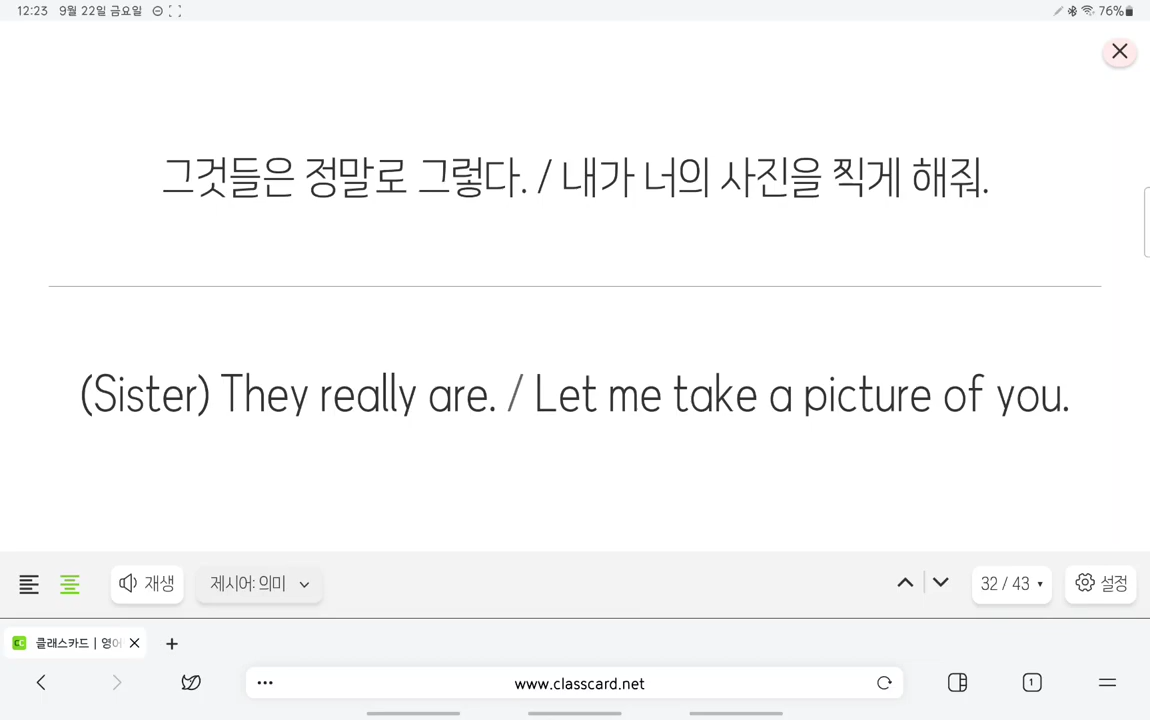 12:23 9월 22일 금요일 76%
그것들은 정말로 그렇다. / 내가 너의 사진을 찍게 해줘.
(Sister) They really are. / Let me take a picture of you.
재생 제시어: 의미 32 / 43 설정
클래스카드 | 영어
www.classcard.net 1